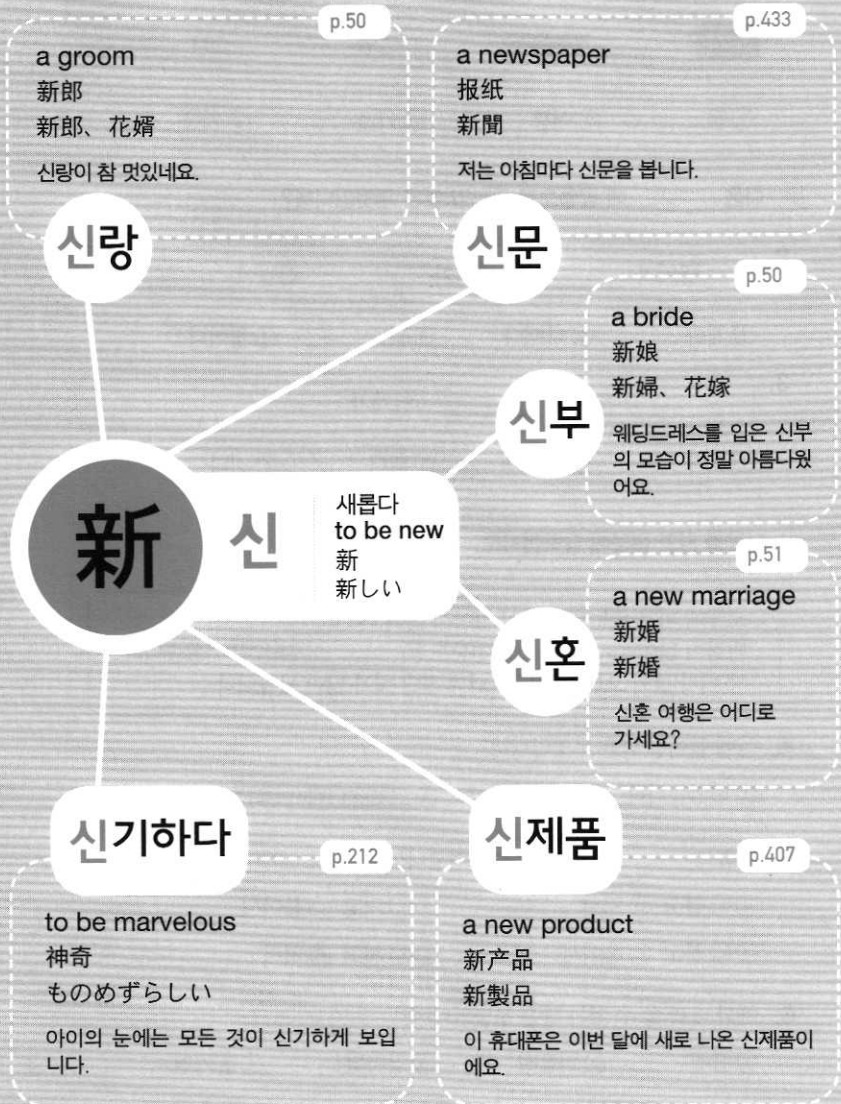 p.50
a groom
新郎
新郎、花婿
신랑이 참 멋있네요.
신랑
p.433
a newspaper
报纸
新聞
저는 아침마다 신문을 봅니다.
신문
p.50
a bride
新娘
新婦、花嫁
웨딩드레스를 입은 신부
의 모습이 정말 아름다웠
어요.
신부
新
신
새롭다
to be new
新
新しい
p.51
a new marriage
新婚
新婚
신혼 여행은 어디로
가세요?
신혼
신기하다
p.212
to be marvelous
神奇
ものめずらしい
아이의 눈에는 모든 것이 신기하게 보입
니다.
신제품
p.407
a new product
新产品
新製品
이 휴대폰은 이번 달에 새로 나온 신제품이
에요.